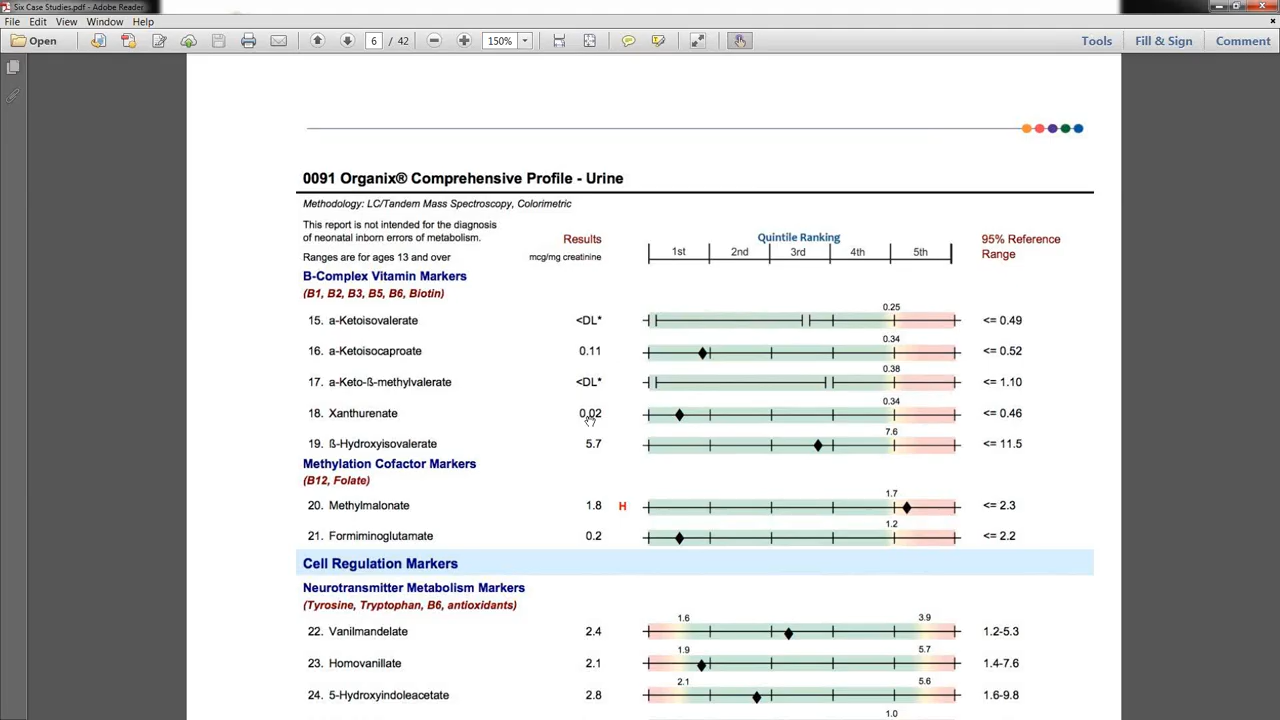 Six Case Studies.pdf - Adobe Reader
File Edit View Window Help
Open 6 / 42 150% Tools Fill & Sign Comment
0091 Organix® Comprehensive Profile - Urine
Methodology: LC/Tandem Mass Spectroscopy, Colorimetric
This report is not intended for the diagnosis
of neonatal inborn errors of metabolism.
Ranges are for ages 13 and over
Results
mcg/mg creatinine
Quintile Ranking
1st 2nd 3rd 4th 5th
95% Reference
Range
B-Complex Vitamin Markers
(B1, B2, B3, B5, B6, Biotin)
0.25
15. a-Ketoisovalerate <DL* <= 0.49
0.34
16. a-Ketoisocaproate 0.11 <= 0.52
0.38
17. a-Keto-ß-methylvalerate <DL* <= 1.10
0.34
18. Xanthurenate 0.02 <= 0.46
7.6
19. ß-Hydroxyisovalerate 5.7 <= 11.5
Methylation Cofactor Markers
(B12, Folate)
1.7
20. Methylmalonate 1.8 H <= 2.3
1.2
21. Formiminoglutamate 0.2 <= 2.2
Cell Regulation Markers
Neurotransmitter Metabolism Markers
(Tyrosine, Tryptophan, B6, antioxidants)
1.6 3.9
22. Vanilmandelate 2.4 1.2-5.3
1.9 5.7
23. Homovanillate 2.1 1.4-7.6
2.1 5.6
24. 5-Hydroxyindoleacetate 2.8 1.6-9.8
1.0